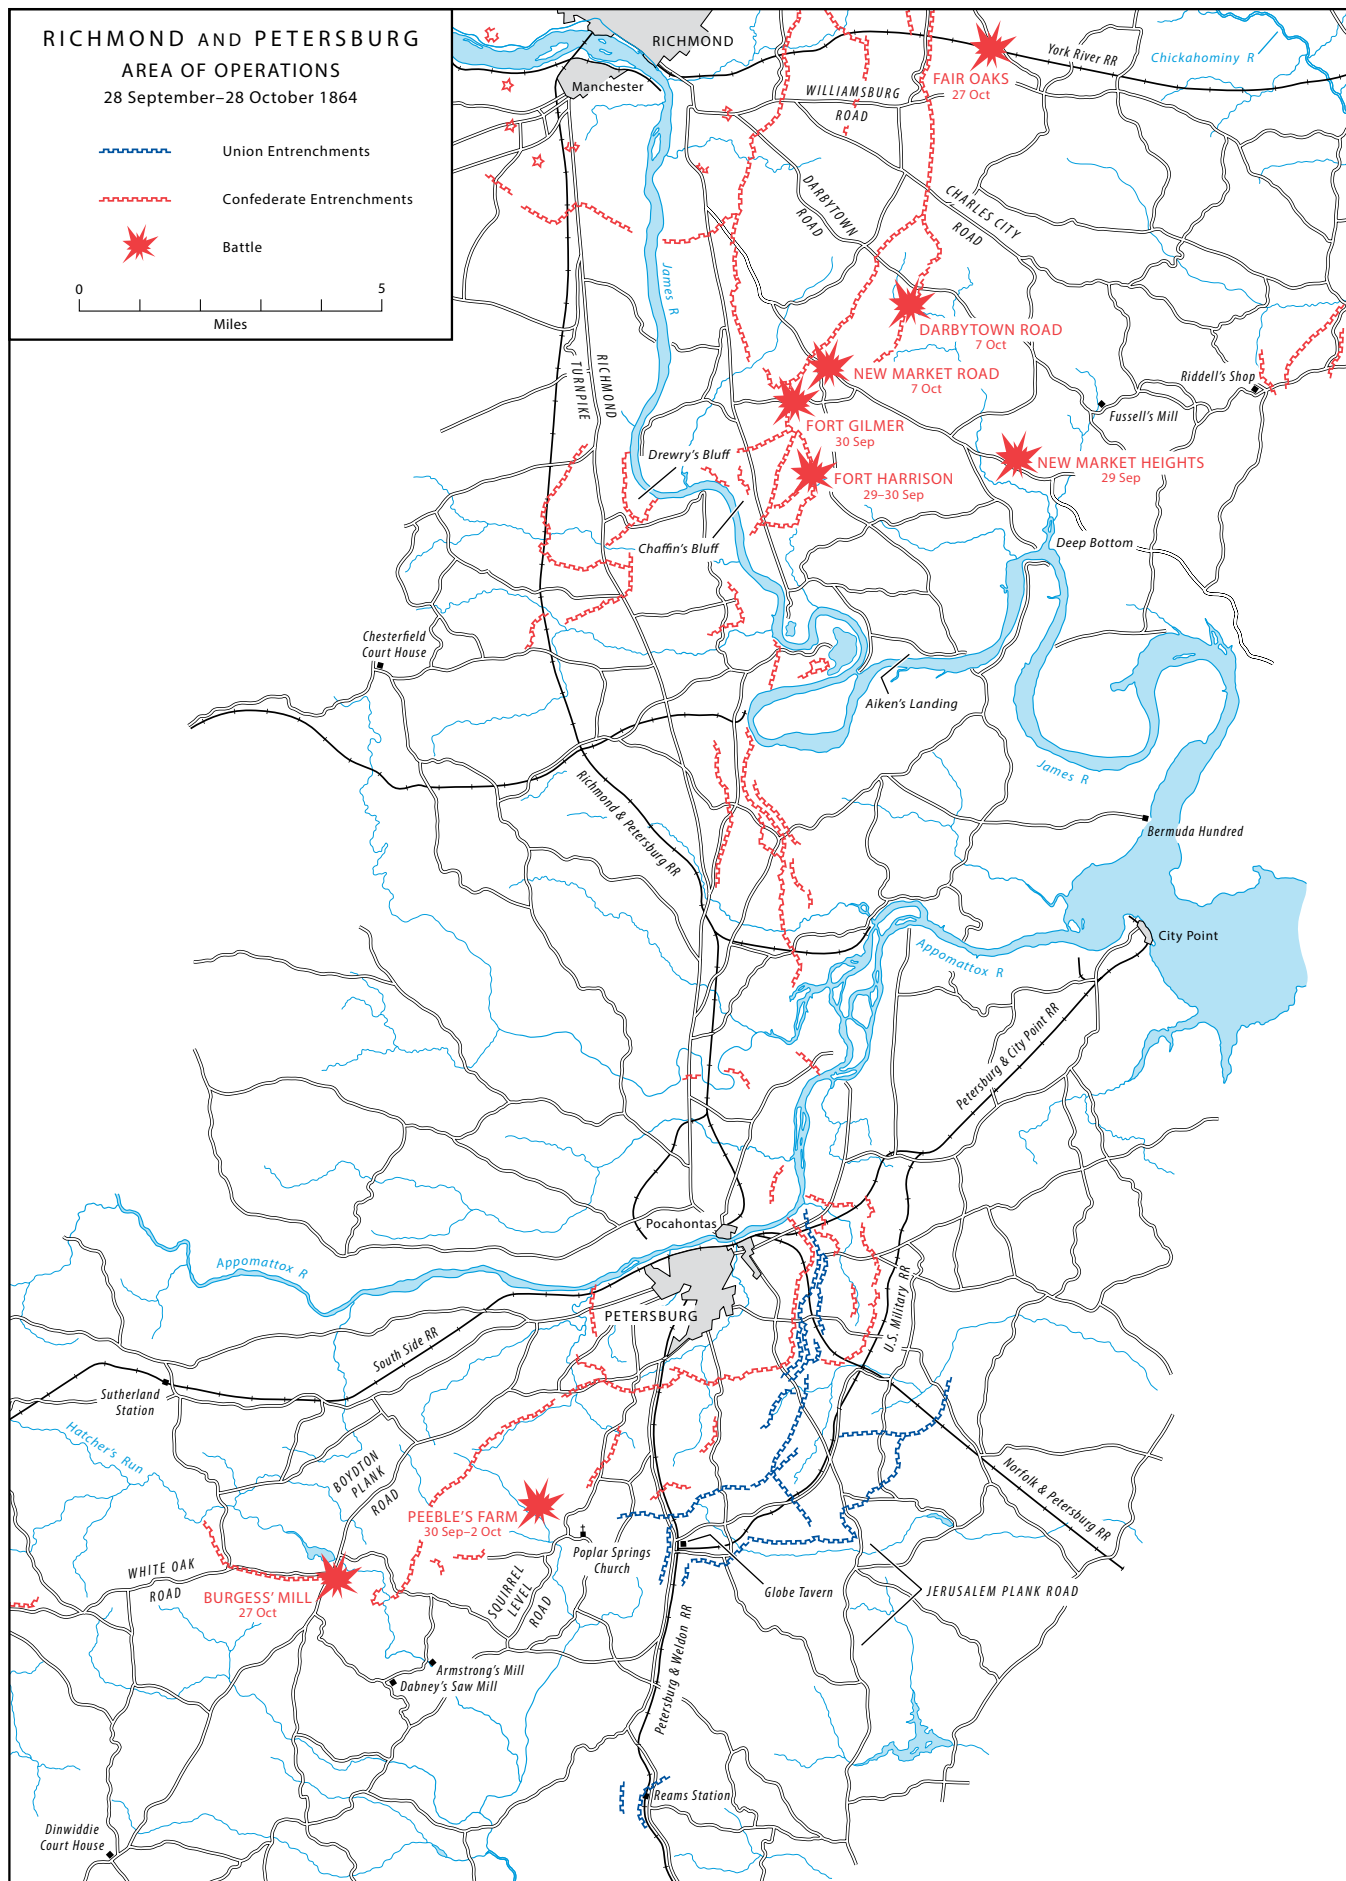 RICHMOND AND PETERSBURG
AREA OF OPERATIONS
28 September–28 October 1864
Union Entrenchments
Confederate Entrenchments
Battle
0 5
Miles
RICHMOND
Manchester
York River RR
Chickahominy R
FAIR OAKS
27 Oct
WILLIAMSBURG
ROAD
DARBYTOWN
ROAD
CHARLES CITY
ROAD
James R
DARBYTOWN ROAD
7 Oct
NEW MARKET ROAD
7 Oct
RICHMOND
TURNPIKE
Riddell's Shop
Fussell's Mill
FORT GILMER
30 Sep
Drewry's Bluff
NEW MARKET HEIGHTS
29 Sep
FORT HARRISON
29–30 Sep
Chaffin's Bluff
Deep Bottom
Chesterfield
Court House
Aiken's Landing
James R
Richmond & Petersburg RR
Bermuda Hundred
City Point
Appomattox R
Petersburg & City Point RR
Pocahontas
Appomattox R
U.S. Military RR
PETERSBURG
South Side RR
Sutherland
Station
Hatcher's Run
BOYDTON
PLANK
ROAD
Norfolk & Petersburg RR
PEEBLE'S FARM
30 Sep–2 Oct
Poplar Springs
Church
WHITE OAK
ROAD
BURGESS' MILL
27 Oct
SQUIRREL
LEVEL
ROAD
Globe Tavern
JERUSALEM PLANK ROAD
Petersburg & Weldon RR
Armstrong's Mill
Dabney's Saw Mill
Reams Station
Dinwiddie
Court House